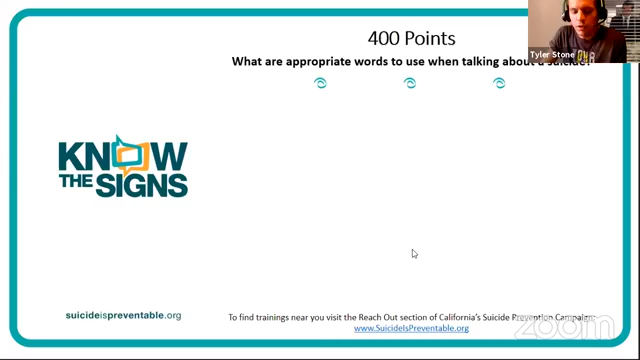 400 Points
What are appropriate words to use when talking about a suicide?
Tyler Stone
KNOW
THE SIGNS
suicideispreventable.org
To find trainings near you visit the Reach Out section of California's Suicide Prevention Campaign:
www.SuicideIsPreventable.org
zoom